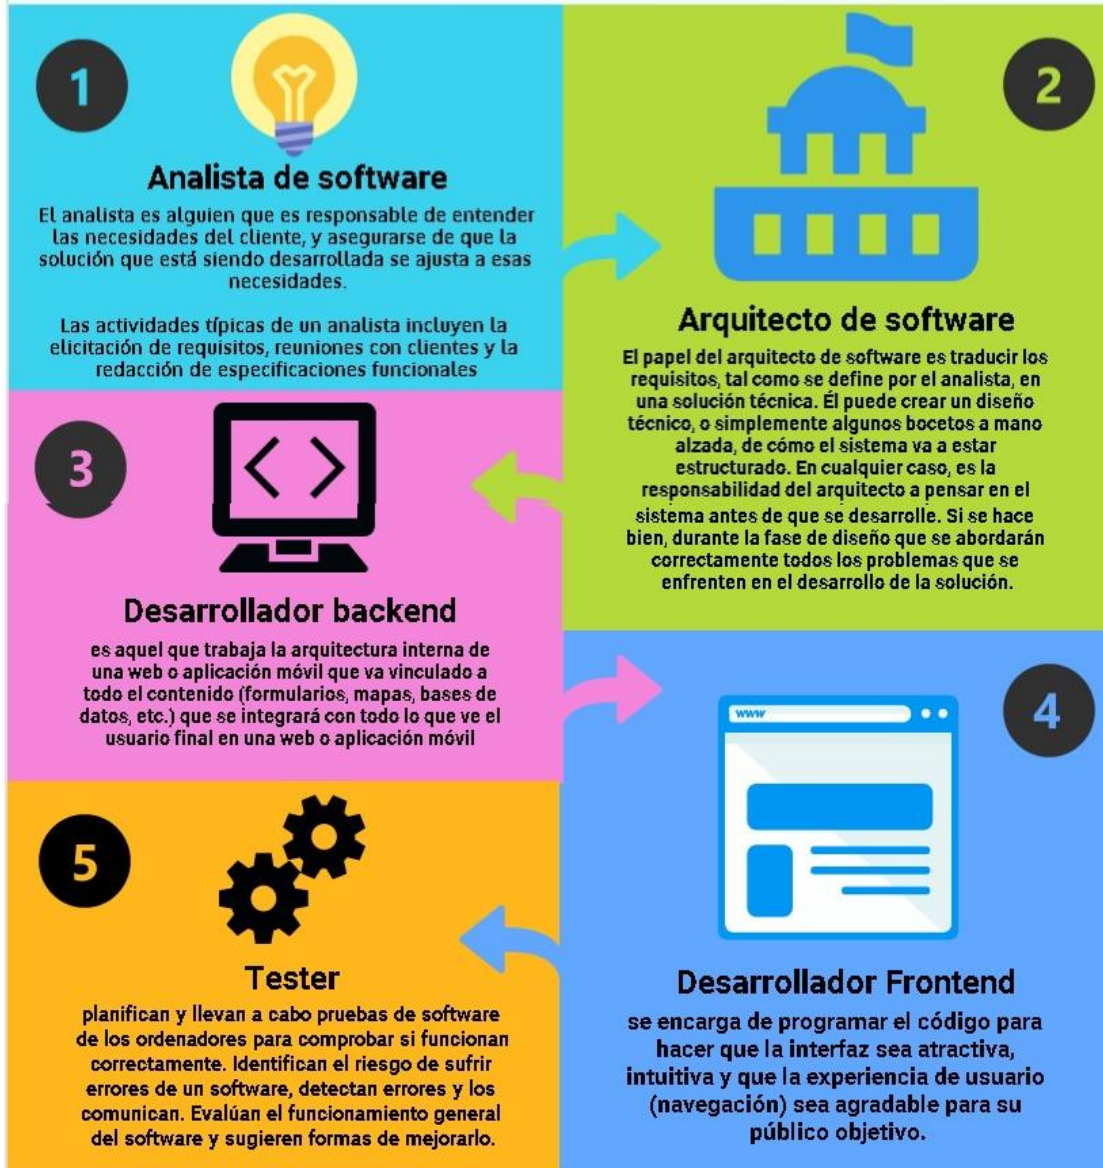 1
Analista de software
El analista es alguien que es responsable de entender
las necesidades del cliente, y asegurarse de que la
solución que está siendo desarrollada se ajusta a esas
necesidades.
Las actividades típicas de un analista incluyen la
elicitación de requisitos, reuniones con clientes y la
redacción de especificaciones funcionales
2
Arquitecto de software
El papel del arquitecto de software es traducir los
requisitos, tal como se define por el analista, en
una solución técnica. Él puede crear un diseño
técnico, o simplemente algunos bocetos a mano
alzada, de cómo el sistema va a estar
estructurado. En cualquier caso, es la
responsabilidad del arquitecto a pensar en el
sistema antes de que se desarrolle. Si se hace
bien, durante la fase de diseño que se abordarán
correctamente todos los problemas que se
enfrenten en el desarrollo de la solución.
3
Desarrollador backend
es aquel que trabaja la arquitectura interna de
una web o aplicación móvil que va vinculado a
todo el contenido (formularios, mapas, bases de
datos, etc.) que se integrará con todo lo que ve el
usuario final en una web o aplicación móvil
4
www
Desarrollador Frontend
se encarga de programar el código para
hacer que la interfaz sea atractiva,
intuitiva y que la experiencia de usuario
(navegación) sea agradable para su
público objetivo.
5
Tester
planifican y llevan a cabo pruebas de software
de los ordenadores para comprobar si funcionan
correctamente. Identifican el riesgo de sufrir
errores de un software, detectan errores y los
comunican. Evalúan el funcionamiento general
del software y sugieren formas de mejorarlo.